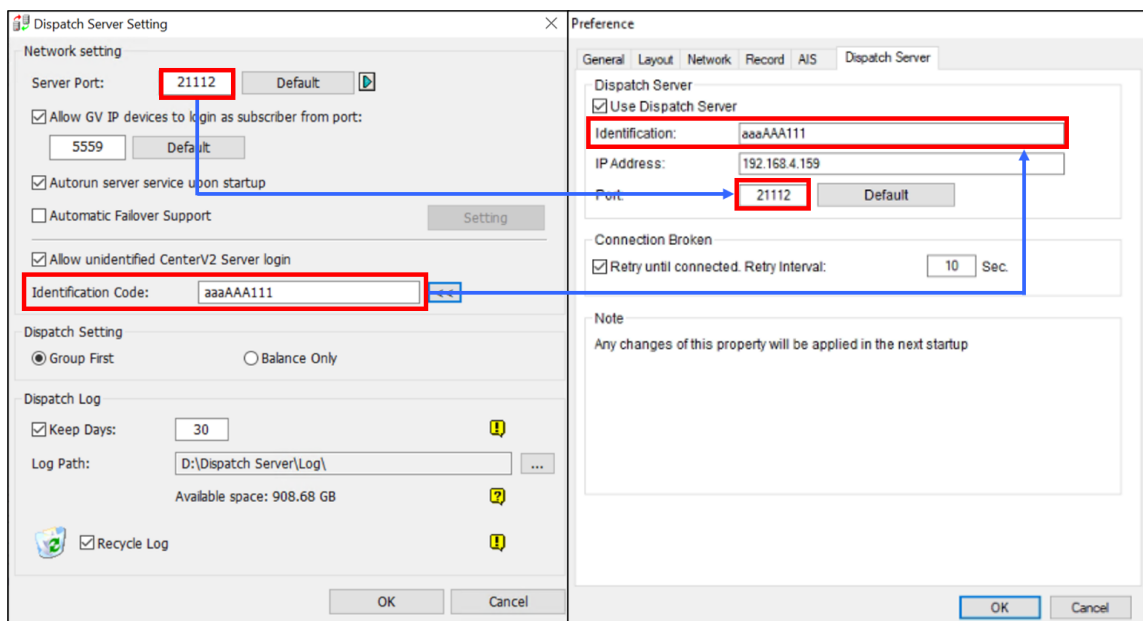 Dispatch Server Setting
Network setting
Server Port: 21112 Default
Allow GV IP devices to login as subscriber from port:
5559 Default
Autorun server service upon startup
Automatic Failover Support Setting
Allow unidentified CenterV2 Server login
Identification Code: aaaAAA111 <<
Dispatch Setting
Group First Balance Only
Dispatch Log
Keep Days: 30
Log Path: D:\Dispatch Server\Log\ ...
Available space: 908.68 GB
Recycle Log
OK Cancel
Preference
General Layout Network Record AIS Dispatch Server
Dispatch Server
Use Dispatch Server
Identification: aaaAAA111
IP Address: 192.168.4.159
Port: 21112 Default
Connection Broken
Retry until connected. Retry Interval: 10 Sec.
Note
Any changes of this property will be applied in the next startup
OK Cancel